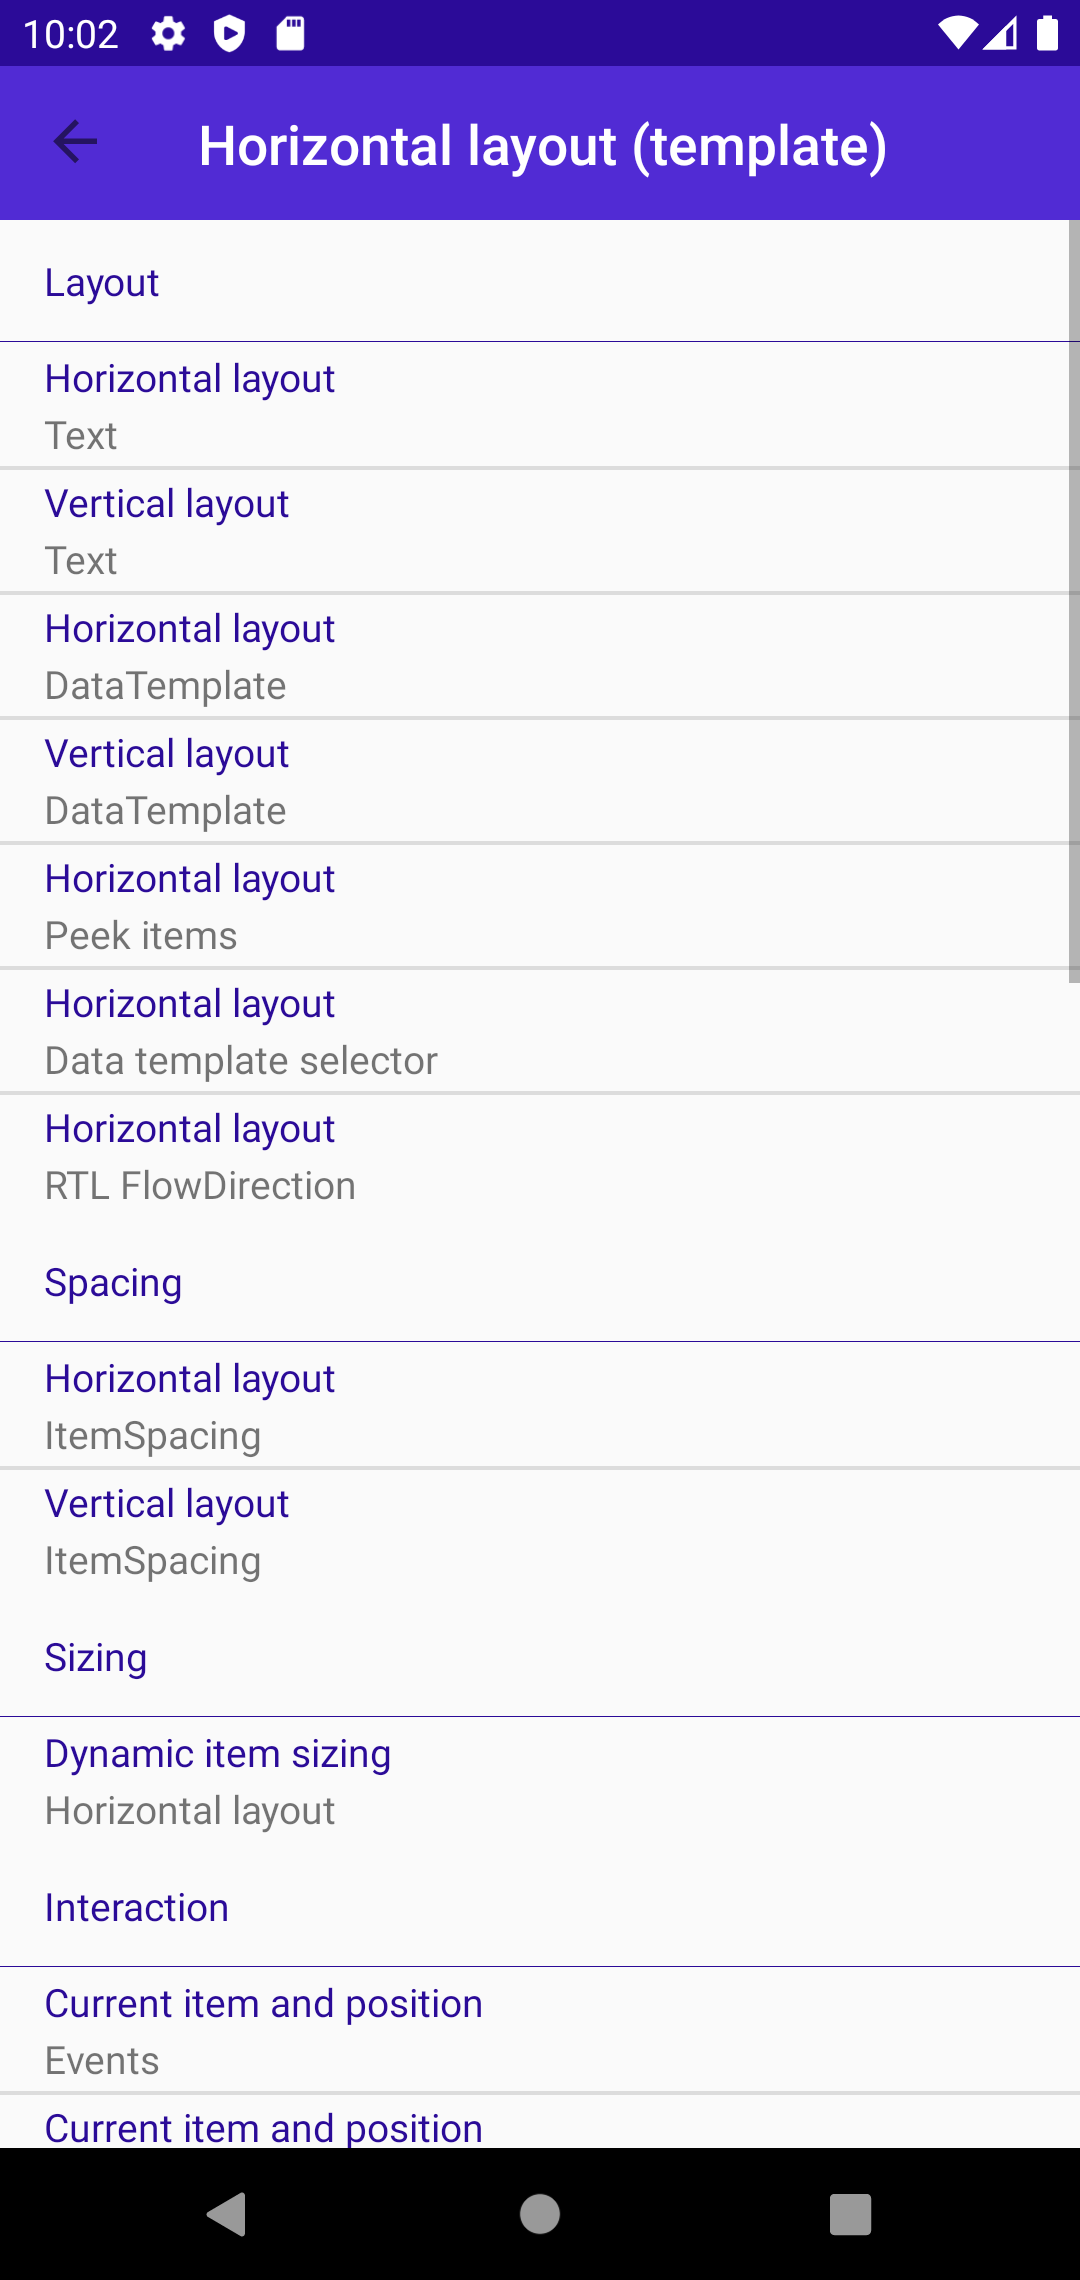 10:02
Horizontal layout (template)
Layout
Horizontal layout
Text
Vertical layout
Text
Horizontal layout
DataTemplate
Vertical layout
DataTemplate
Horizontal layout
Peek items
Horizontal layout
Data template selector
Horizontal layout
RTL FlowDirection
Spacing
Horizontal layout
ItemSpacing
Vertical layout
ItemSpacing
Sizing
Dynamic item sizing
Horizontal layout
Interaction
Current item and position
Events
Current item and position